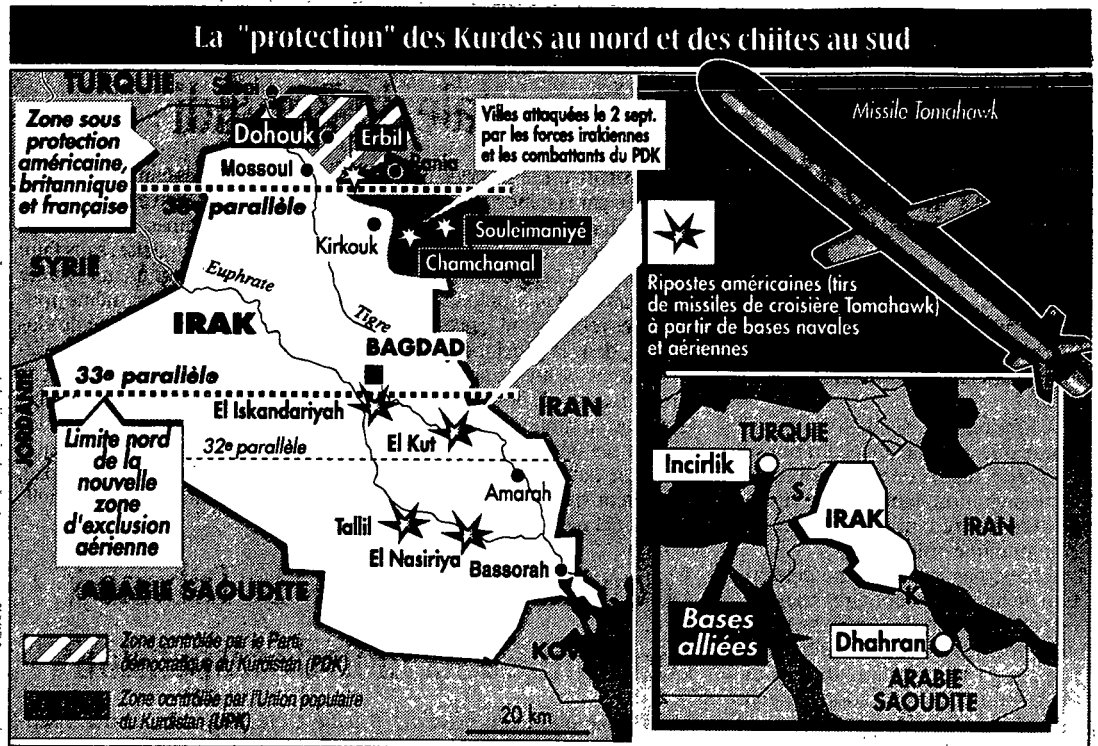 La "protection" des Kurdes au nord et des chiites au sud
TURQUIE
Zone sous
protection
américaine,
britannique
et française
Dohouk
Erbil
Mossoul
parallèle
Kirkouk
Souleimaniyé
Chamchamal
Villes attaquées le 2 sept.
par les forces irakiennes
et les combattants du PDK
SYRIE
Euphrate
IRAK
Tigre
BAGDAD
33e parallèle
JORDANIE
El Iskandariyah
IRAN
El Kut
32e parallèle
Limite nord
de la
nouvelle
zone
d'exclusion
aérienne
Amarah
Tallil
El Nasiriya
Bassorah
ARABIE SAOUDITE
Zone contrôlée par le Parti
démocratique du Kurdistan (PDK)
Zone contrôlée par l'Union populaire
du Kurdistan (UPK)
20 km
Missile Tomahawk
Ripostes américaines (tirs
de missiles de croisière Tomahawk)
à partir de bases navales
et aériennes
TURQUIE
Incirlik
S.
IRAK
IRAN
K.
Bases
alliées
Dhahran
ARABIE
SAOUDITE